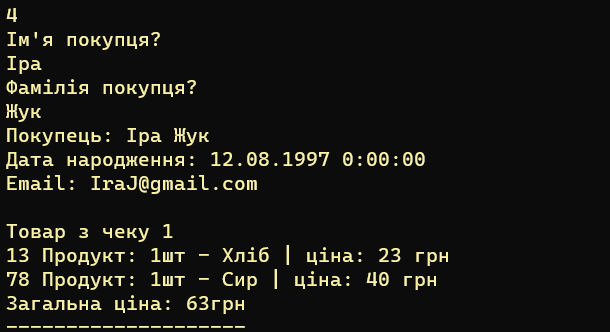 4
Ім'я покупця?
Іра
Фамілія покупця?
Жук
Покупець: Іра Жук
Дата народження: 12.08.1997 0:00:00
Email: IraJ@gmail.com
Товар з чеку 1
13 Продукт: 1шт - Хліб | ціна: 23 грн
78 Продукт: 1шт - Сир | ціна: 40 грн
Загальна ціна: 63грн
--------------------